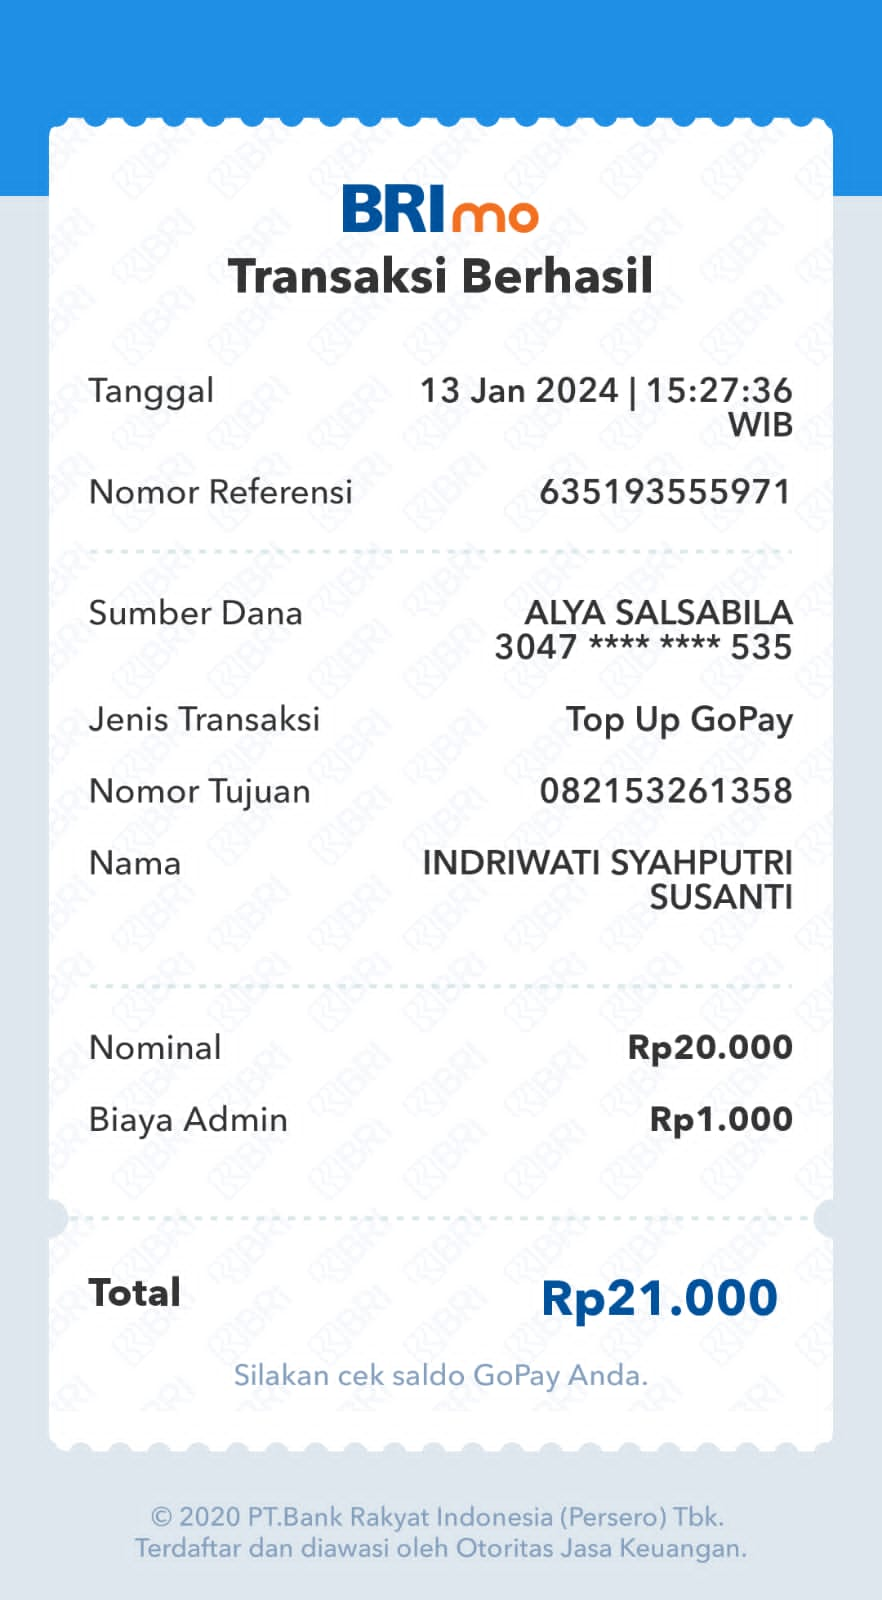 BRImo
Transaksi Berhasil
Tanggal 13 Jan 2024 | 15:27:36
WIB
Nomor Referensi 635193555971
Sumber Dana ALYA SALSABILA
3047 **** **** 535
Jenis Transaksi Top Up GoPay
Nomor Tujuan 082153261358
Nama INDRIWATI SYAHPUTRI
SUSANTI
Nominal Rp20.000
Biaya Admin Rp1.000
Total Rp21.000
Silakan cek saldo GoPay Anda.
© 2020 PT.Bank Rakyat Indonesia (Persero) Tbk.
Terdaftar dan diawasi oleh Otoritas Jasa Keuangan.